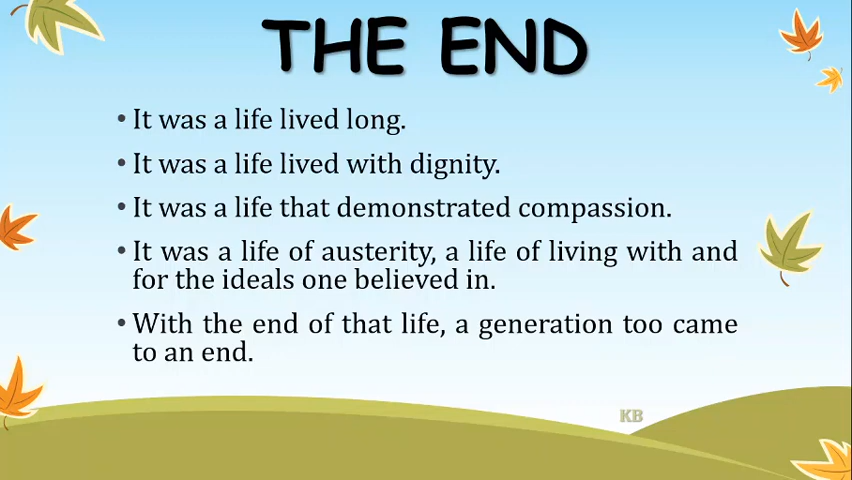 THE END
• It was a life lived long.
• It was a life lived with dignity.
• It was a life that demonstrated compassion.
• It was a life of austerity, a life of living with and
for the ideals one believed in.
• With the end of that life, a generation too came
to an end.
KB